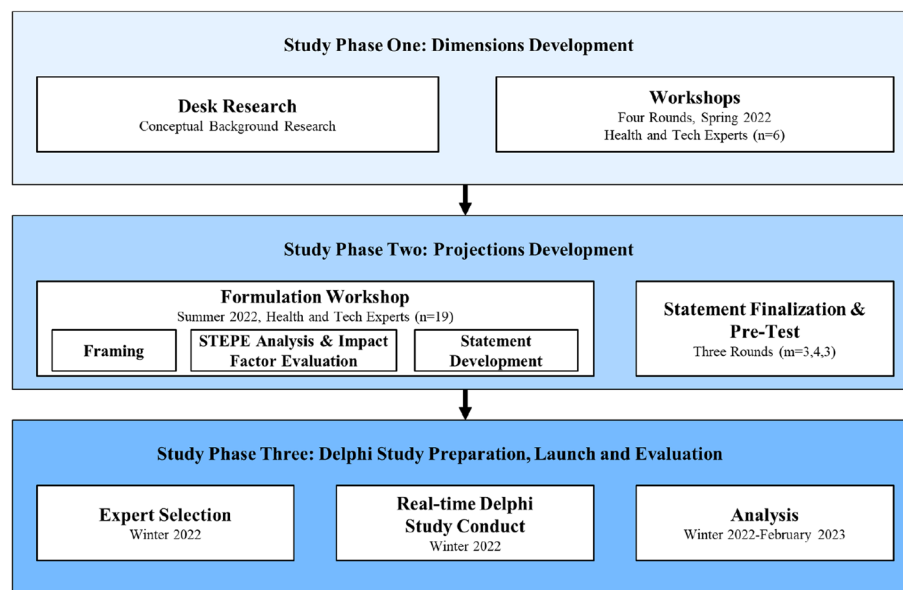 Study Phase One: Dimensions Development
Desk Research
Conceptual Background Research
Workshops
Four Rounds, Spring 2022
Health and Tech Experts (n=6)
Study Phase Two: Projections Development
Formulation Workshop
Summer 2022, Health and Tech Experts (n=19)
Framing
STEPE Analysis & Impact
Factor Evaluation
Statement
Development
Statement Finalization &
Pre-Test
Three Rounds (m=3,4,3)
Study Phase Three: Delphi Study Preparation, Launch and Evaluation
Expert Selection
Winter 2022
Real-time Delphi
Study Conduct
Winter 2022
Analysis
Winter 2022-February 2023